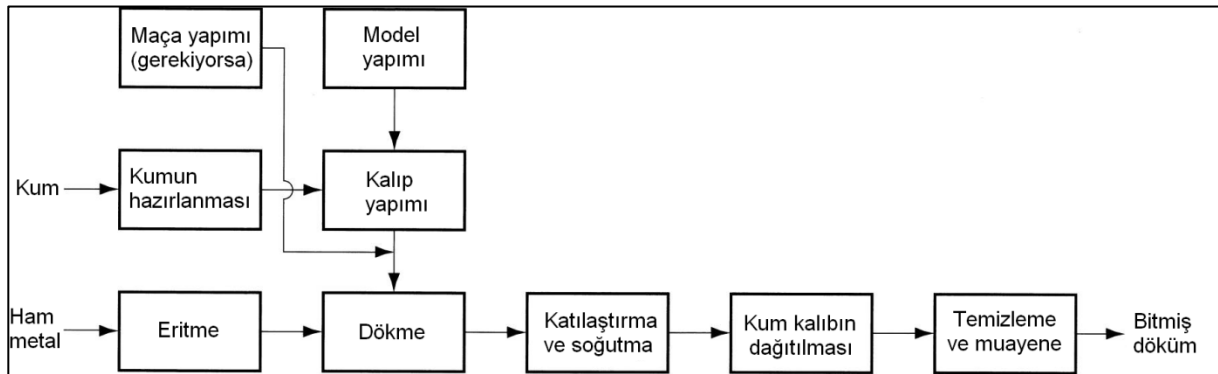 Maça yapımı
(gerekiyorsa)
Model
yapımı
Kum
Kumun
hazırlanması
Kalıp
yapımı
Ham
metal
Eritme
Dökme
Katılaştırma
ve soğutma
Kum kalıbın
dağıtılması
Temizleme
ve muayene
Bitmiş
döküm